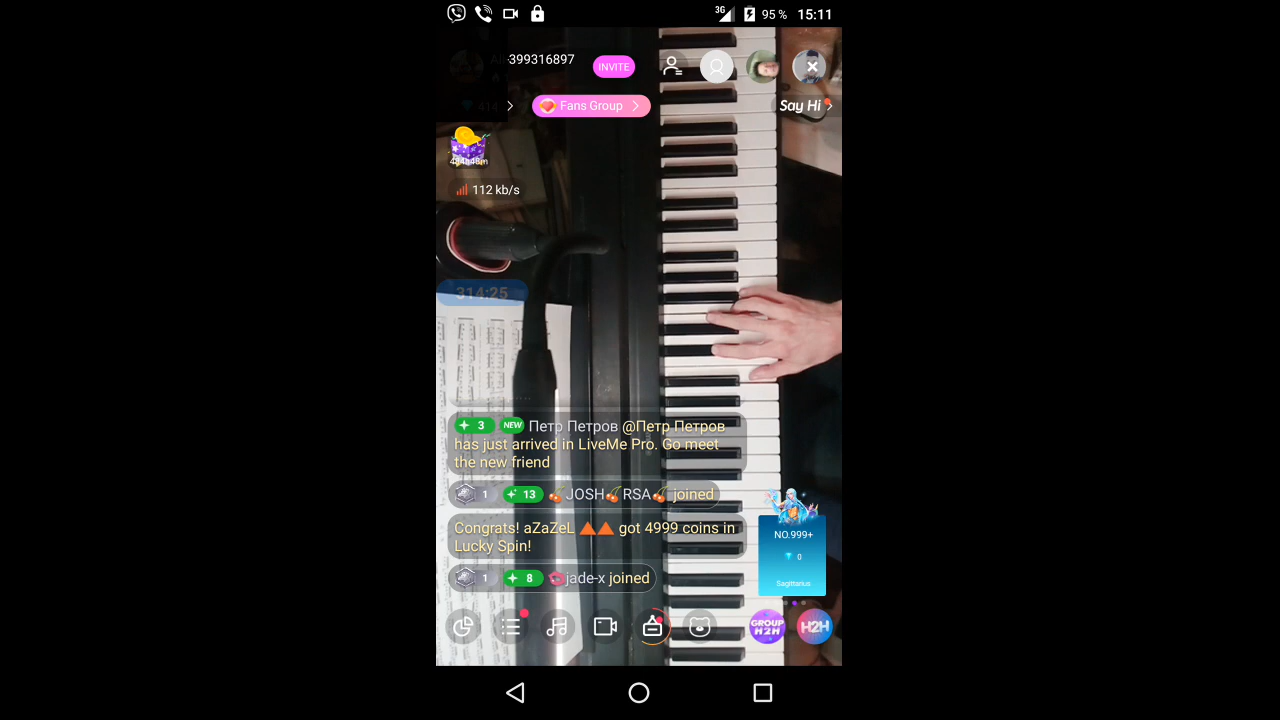 3G 95 % 15:11
399316897
INVITE
414
Fans Group
Say Hi
112 kb/s
314:25
3 NEW Петр Петров @Петр Петров
has just arrived in LiveMe Pro. Go meet
the new friend
1 13 🍒JOSH🍒RSA🍒 joined
Congrats! aZaZeL 🔺🔺 got 4999 coins in
Lucky Spin!
1 8 👄jade-x joined
NO.999+
0
Sagittarius
GROUP
H2H
H2H